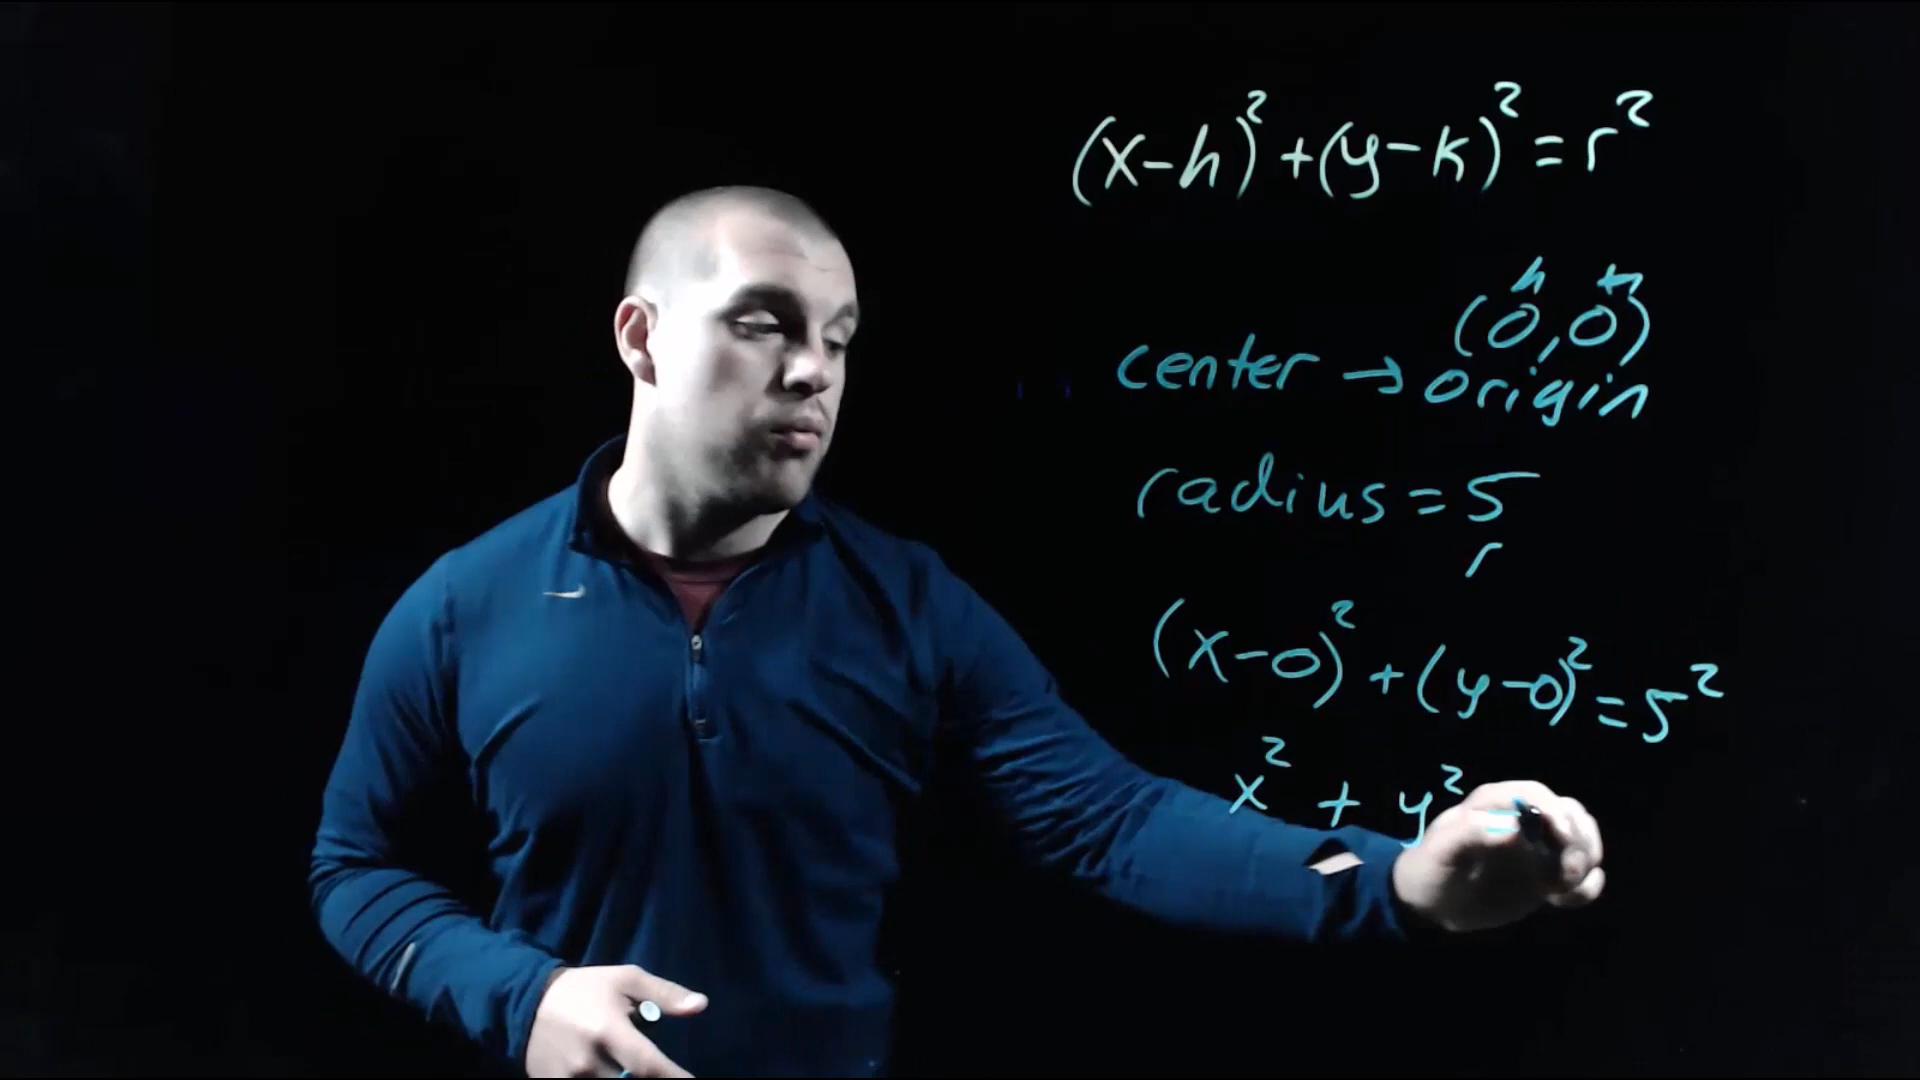 (x-h)² + (y-k)² = r²
h k
(0,0)
center → origin
radius = 5
r
(x-0)² + (y-0)² = 5²
x² + y² =